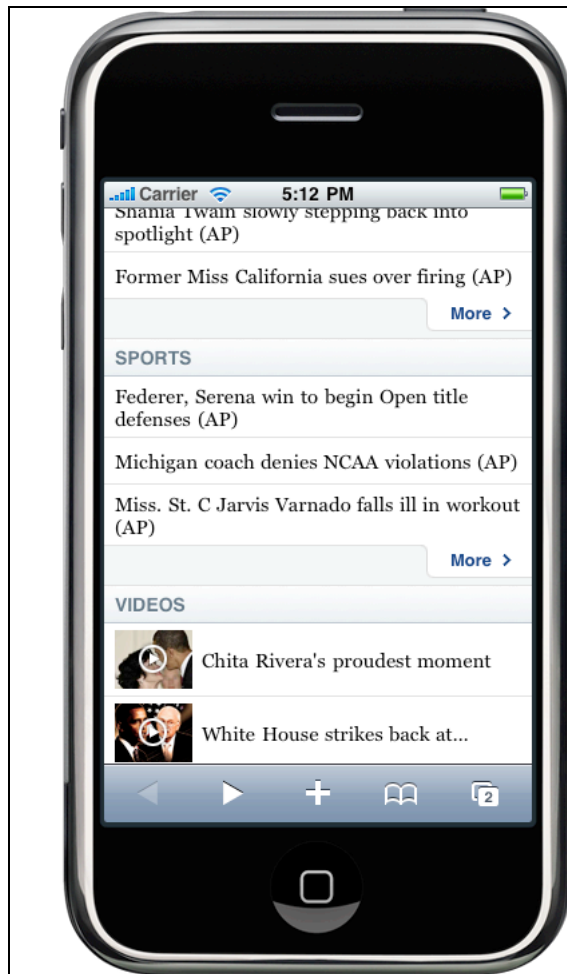 Carrier 5:12 PM
Shania Twain slowly stepping back into
spotlight (AP)
Former Miss California sues over firing (AP)
More >
SPORTS
Federer, Serena win to begin Open title
defenses (AP)
Michigan coach denies NCAA violations (AP)
Miss. St. C Jarvis Varnado falls ill in workout
(AP)
More >
VIDEOS
Chita Rivera's proudest moment
White House strikes back at...
2